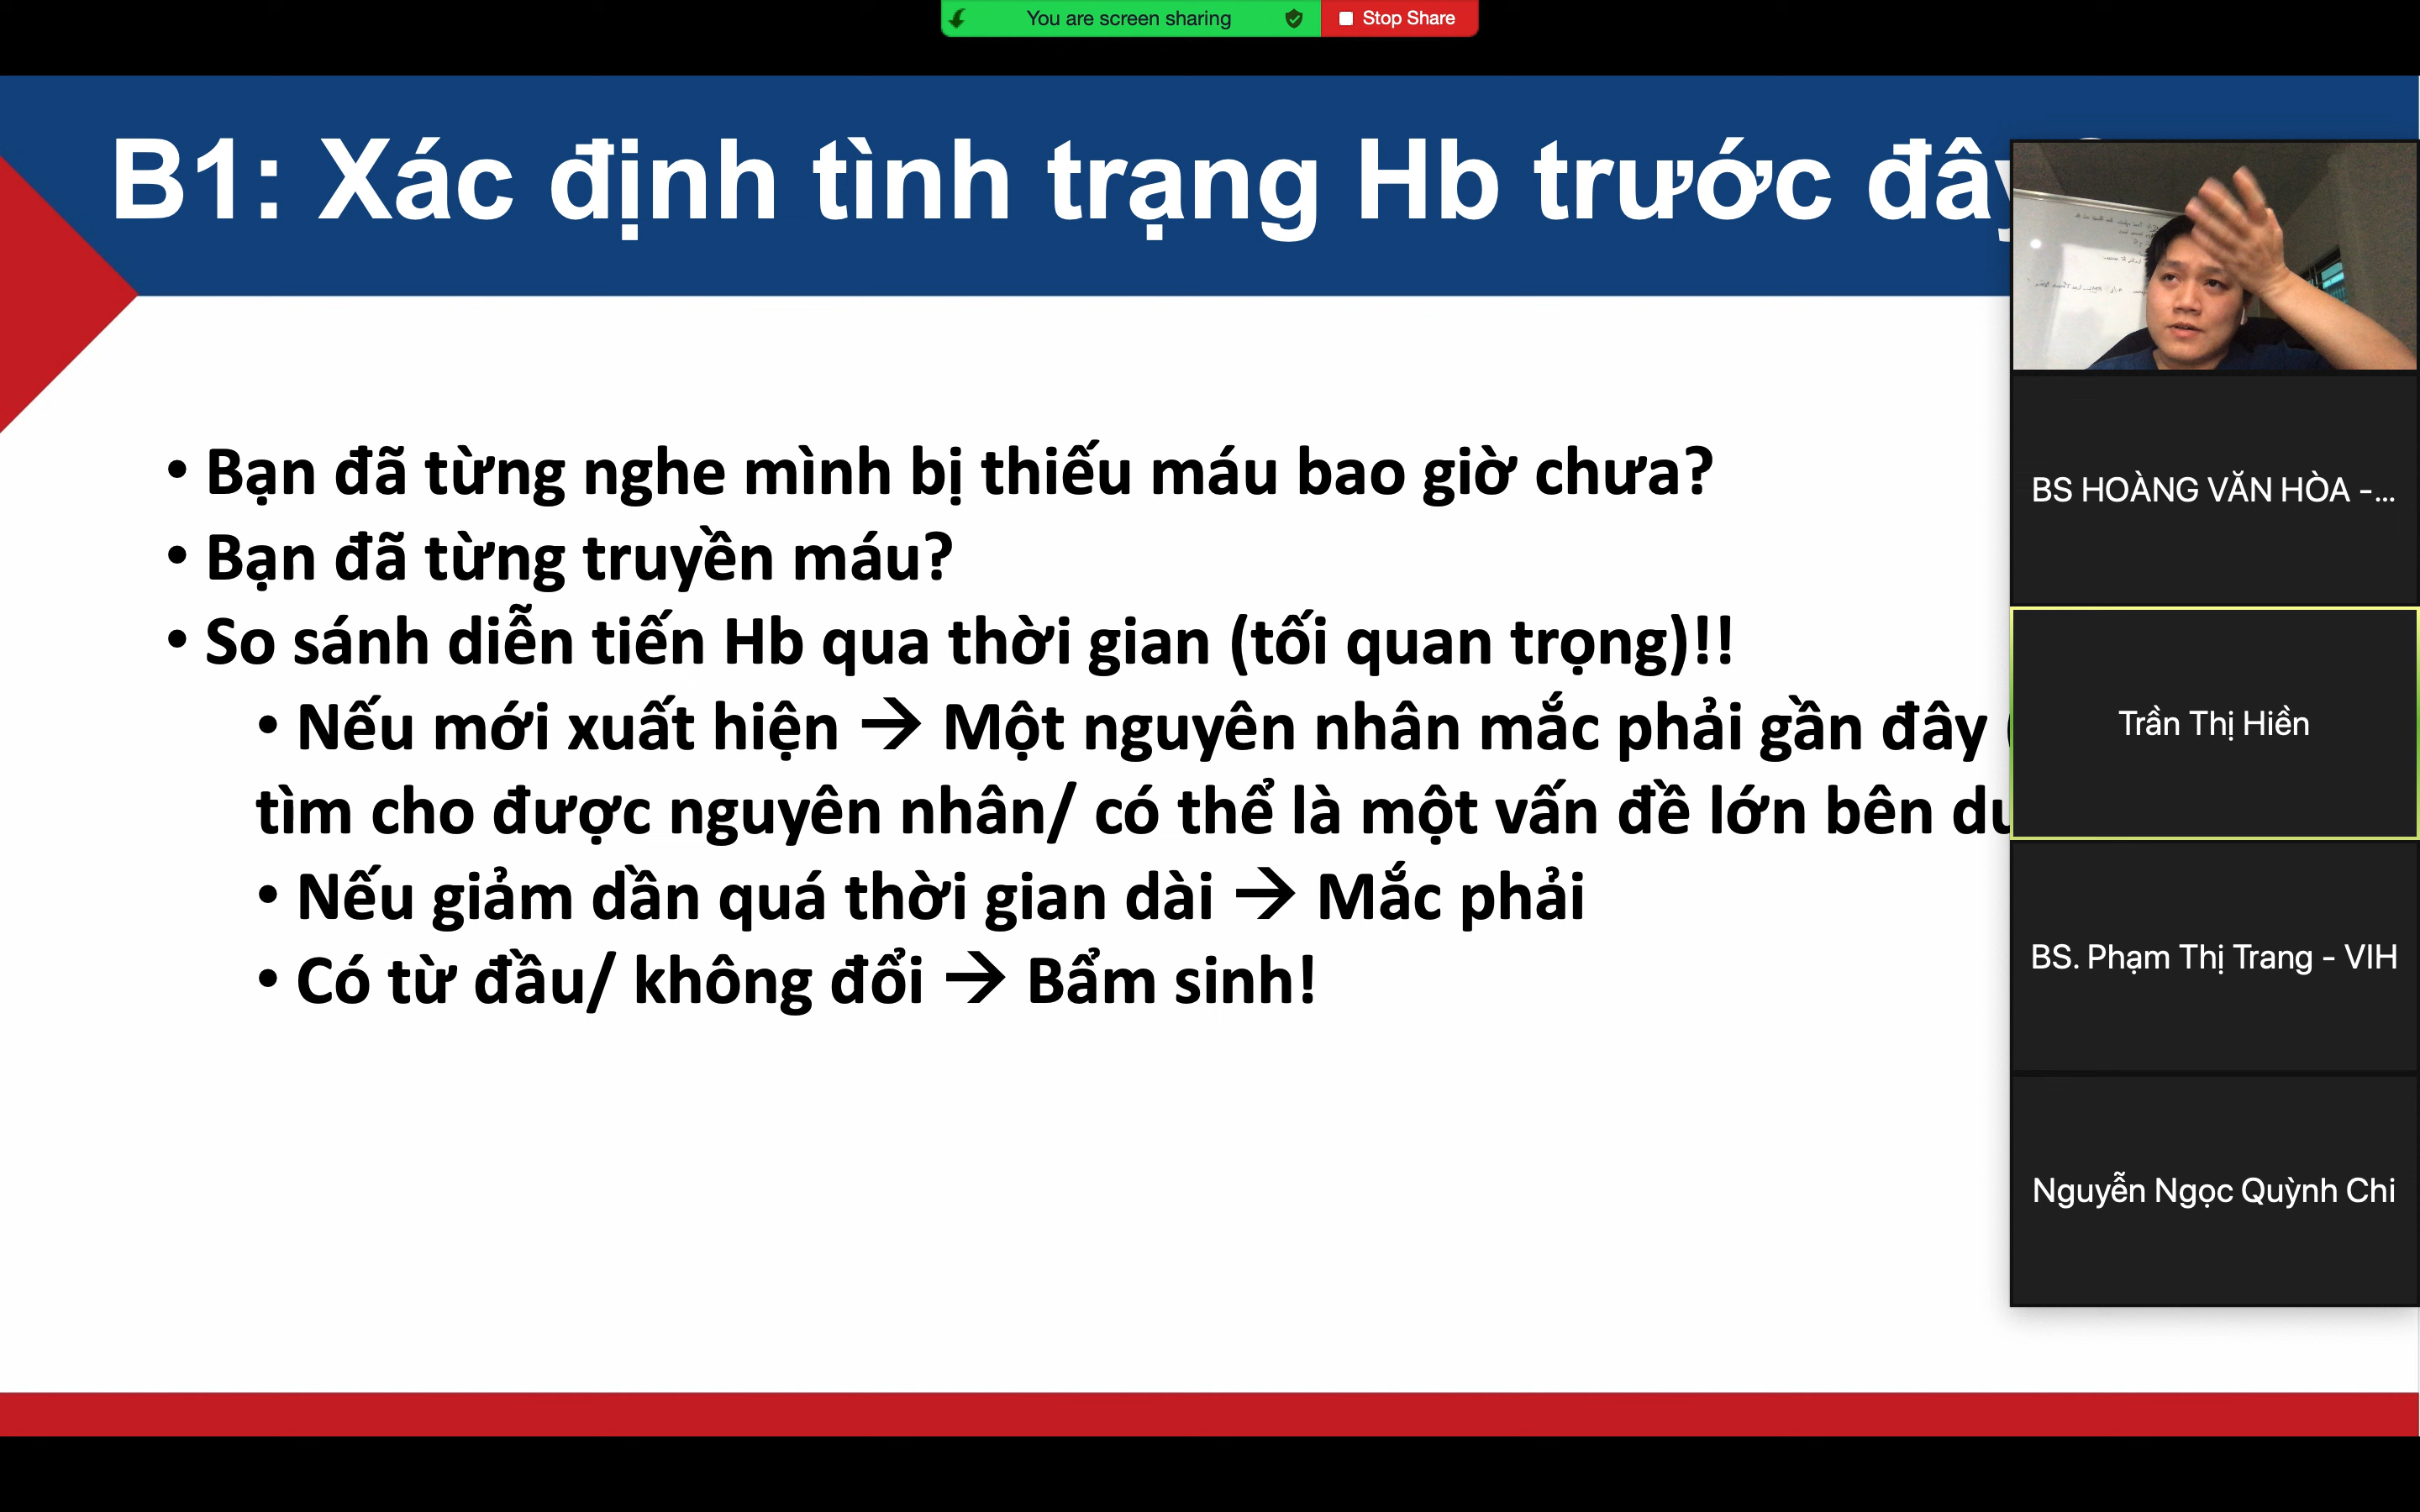 You are screen sharing
Stop Share
B1: Xác định tình trạng Hb trước
• Bạn đã từng nghe mình bị thiếu máu bao giờ chưa?
• Bạn đã từng truyền máu?
• So sánh diễn tiến Hb qua thời gian (tối quan trọng)!!
• Nếu mới xuất hiện → Một nguyên nhân mắc phải gần đây
tìm cho được nguyên nhân/ có thể là một vấn đề lớn bên
• Nếu giảm dần quá thời gian dài → Mắc phải
• Có từ đầu/ không đổi → Bẩm sinh!
BS HOÀNG VĂN HÒA -...
Trần Thị Hiền
BS. Phạm Thị Trang - VIH
Nguyễn Ngọc Quỳnh Chi